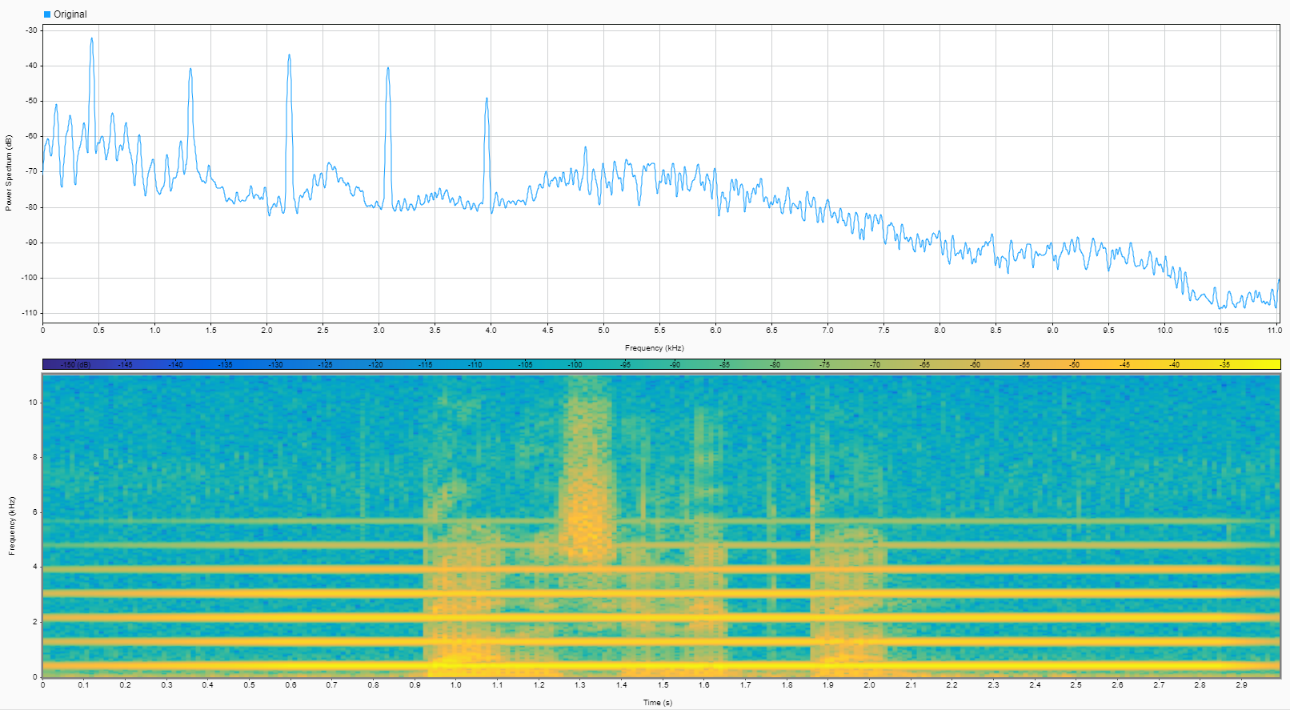 Original
-30
-40
-50
-60
-70
-80
-90
-100
-110
Power Spectrum (dB)
0 0.5 1.0 1.5 2.0 2.5 3.0 3.5 4.0 4.5 5.0 5.5 6.0 6.5 7.0 7.5 8.0 8.5 9.0 9.5 10.0 10.5 11.0
Frequency (kHz)
-150 (dB) -145 -140 -135 -130 -125 -120 -115 -110 -105 -100 -95 -90 -85 -80 -75 -70 -65 -60 -55 -50 -45 -40 -35
10
8
6
4
2
0
Frequency (kHz)
0 0.1 0.2 0.3 0.4 0.5 0.6 0.7 0.8 0.9 1.0 1.1 1.2 1.3 1.4 1.5 1.6 1.7 1.8 1.9 2.0 2.1 2.2 2.3 2.4 2.5 2.6 2.7 2.8 2.9
Time (s)